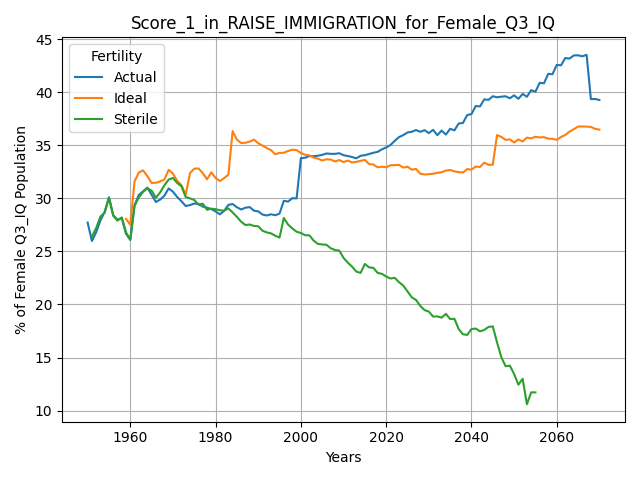 Score_1_in_RAISE_IMMIGRATION_for_Female_Q3_IQ
Fertility
Actual
Ideal
Sterile
% of Female Q3_IQ Population
45
40
35
30
25
20
15
10
1960
1980
2000
2020
2040
2060
Years